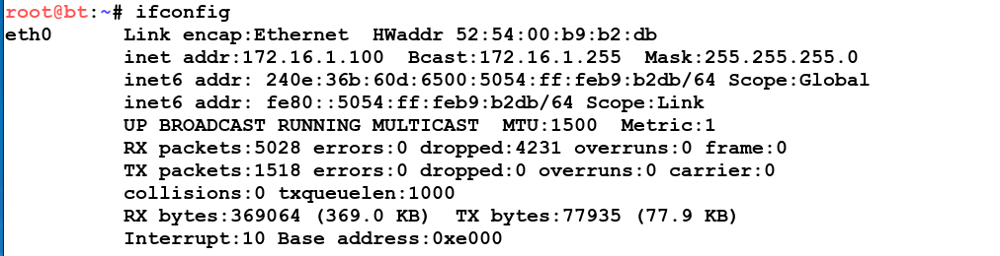 root@bt:~# ifconfig
eth0      Link encap:Ethernet  HWaddr 52:54:00:b9:b2:db
          inet addr:172.16.1.100  Bcast:172.16.1.255  Mask:255.255.255.0
          inet6 addr: 240e:36b:60d:6500:5054:ff:feb9:b2db/64 Scope:Global
          inet6 addr: fe80::5054:ff:feb9:b2db/64 Scope:Link
          UP BROADCAST RUNNING MULTICAST  MTU:1500  Metric:1
          RX packets:5028 errors:0 dropped:4231 overruns:0 frame:0
          TX packets:1518 errors:0 dropped:0 overruns:0 carrier:0
          collisions:0 txqueuelen:1000
          RX bytes:369064 (369.0 KB)  TX bytes:77935 (77.9 KB)
          Interrupt:10 Base address:0xe000